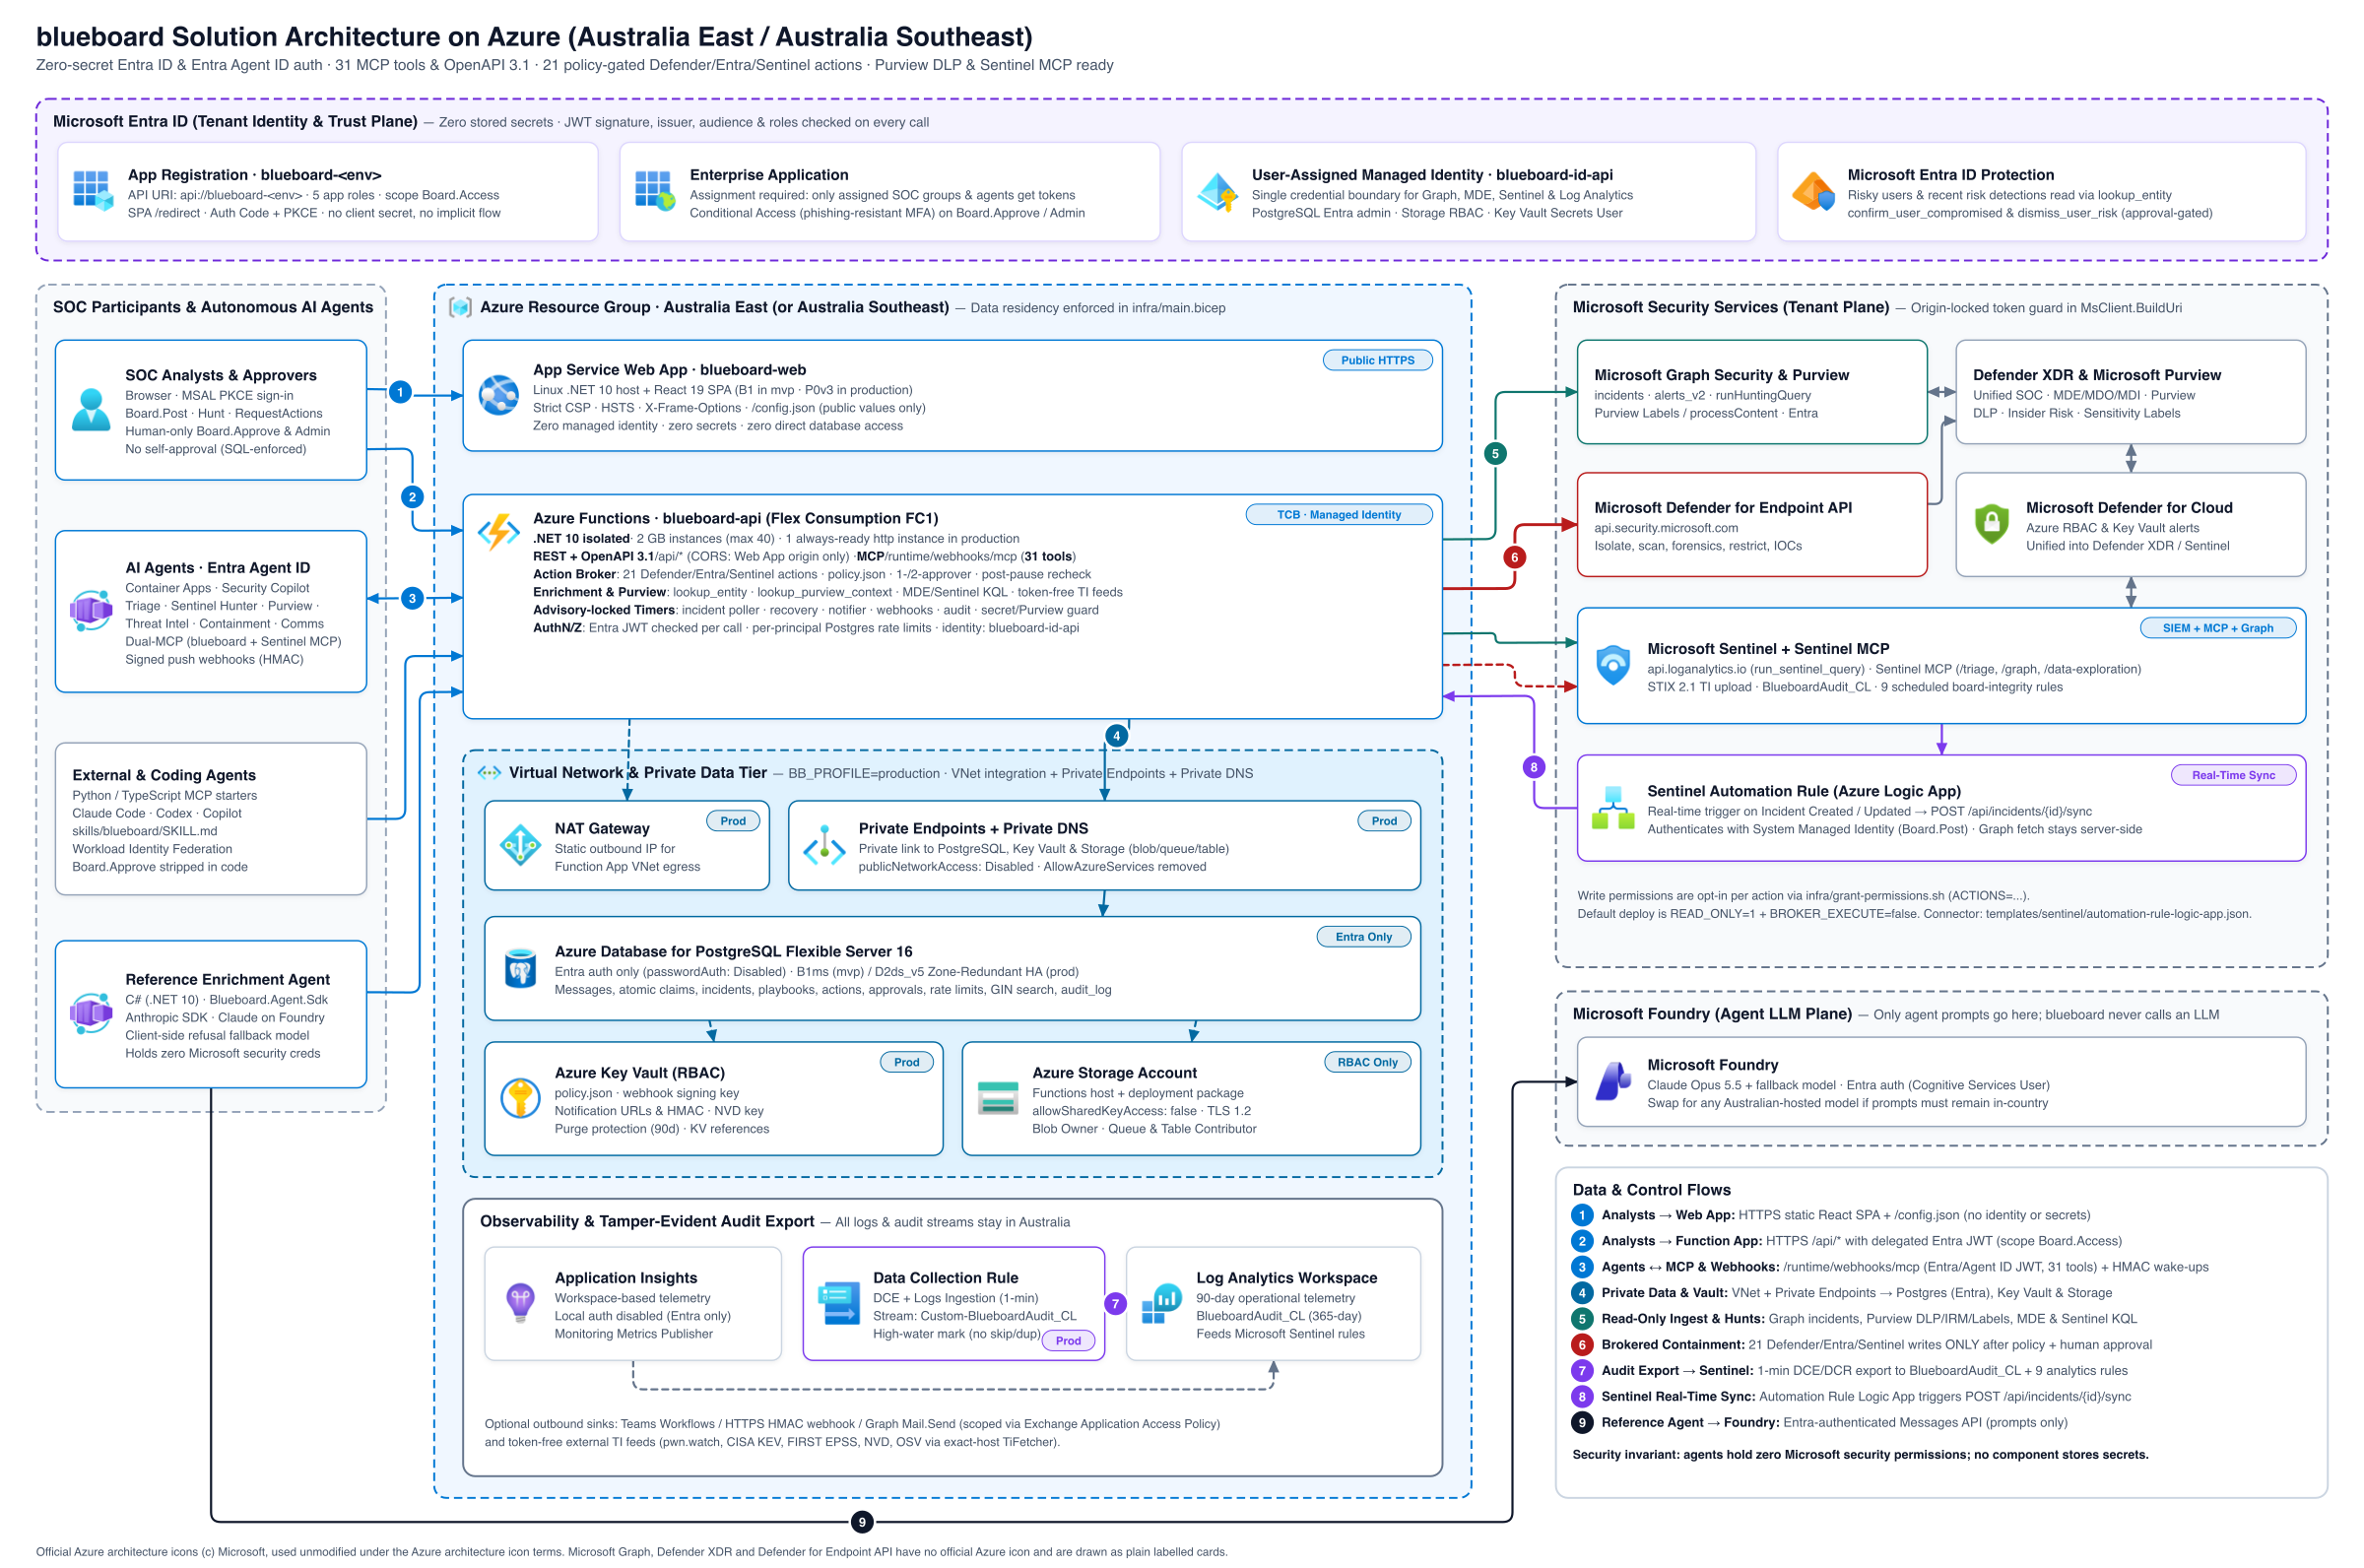 blueboard Solution Architecture on Azure (Australia East / Australia Southeast)
Zero-secret Entra ID & Entra Agent ID auth · 31 MCP tools & OpenAPI 3.1 · 21 policy-gated Defender/Entra/Sentinel actions · Purview DLP & Sentinel MCP ready
Microsoft Entra ID (Tenant Identity & Trust Plane) — Zero stored secrets · JWT signature, issuer, audience & roles checked on every call
App Registration · blueboard-<env>
API URI: api://blueboard-<env> · 5 app roles · scope Board.Access
SPA /redirect · Auth Code + PKCE · no client secret, no implicit flow
Enterprise Application
Assignment required: only assigned SOC groups & agents get tokens
Conditional Access (phishing-resistant MFA) on Board.Approve / Admin
User-Assigned Managed Identity · blueboard-id-api
Single credential boundary for Graph, MDE, Sentinel & Log Analytics
PostgreSQL Entra admin · Storage RBAC · Key Vault Secrets User
Microsoft Entra ID Protection
Risky users & recent risk detections read via lookup_entity
confirm_user_compromised & dismiss_user_risk (approval-gated)
SOC Participants & Autonomous AI Agents
SOC Analysts & Approvers
Browser · MSAL PKCE sign-in
Board.Post · Hunt · RequestActions
Human-only Board.Approve & Admin
No self-approval (SQL-enforced)
AI Agents · Entra Agent ID
Container Apps · Security Copilot
Triage · Sentinel Hunter · Purview ·
Threat Intel · Containment · Comms
Dual-MCP (blueboard + Sentinel MCP)
Signed push webhooks (HMAC)
External & Coding Agents
Python / TypeScript MCP starters
Claude Code · Codex · Copilot
skills/blueboard/SKILL.md
Workload Identity Federation
Board.Approve stripped in code
Reference Enrichment Agent
C# (.NET 10) · Blueboard.Agent.Sdk
Anthropic SDK · Claude on Foundry
Client-side refusal fallback model
Holds zero Microsoft security creds
1
2
3
Azure Resource Group · Australia East (or Australia Southeast) — Data residency enforced in infra/main.bicep
App Service Web App · blueboard-web
Public HTTPS
Linux .NET 10 host + React 19 SPA (B1 in mvp · P0v3 in production)
Strict CSP · HSTS · X-Frame-Options · /config.json (public values only)
Zero managed identity · zero secrets · zero direct database access
Azure Functions · blueboard-api (Flex Consumption FC1)
TCB · Managed Identity
.NET 10 isolated · 2 GB instances (max 40) · 1 always-ready http instance in production
REST + OpenAPI 3.1 /api/* (CORS: Web App origin only) · MCP /runtime/webhooks/mcp (31 tools)
Action Broker: 21 Defender/Entra/Sentinel actions · policy.json · 1-/2-approver · post-pause recheck
Enrichment & Purview: lookup_entity · lookup_purview_context · MDE/Sentinel KQL · token-free TI feeds
Advisory-locked Timers: incident poller · recovery · notifier · webhooks · audit · secret/Purview guard
AuthN/Z: Entra JWT checked per call · per-principal Postgres rate limits · identity: blueboard-id-api
4
Virtual Network & Private Data Tier — BB_PROFILE=production · VNet integration + Private Endpoints + Private DNS
NAT Gateway
Prod
Static outbound IP for
Function App VNet egress
Private Endpoints + Private DNS
Prod
Private link to PostgreSQL, Key Vault & Storage (blob/queue/table)
publicNetworkAccess: Disabled · AllowAzureServices removed
Azure Database for PostgreSQL Flexible Server 16
Entra Only
Entra auth only (passwordAuth: Disabled) · B1ms (mvp) / D2ds_v5 Zone-Redundant HA (prod)
Messages, atomic claims, incidents, playbooks, actions, approvals, rate limits, GIN search, audit_log
Azure Key Vault (RBAC)
Prod
policy.json · webhook signing key
Notification URLs & HMAC · NVD key
Purge protection (90d) · KV references
Azure Storage Account
RBAC Only
Functions host + deployment package
allowSharedKeyAccess: false · TLS 1.2
Blob Owner · Queue & Table Contributor
Observability & Tamper-Evident Audit Export — All logs & audit streams stay in Australia
Application Insights
Workspace-based telemetry
Local auth disabled (Entra only)
Monitoring Metrics Publisher
Data Collection Rule
DCE + Logs Ingestion (1-min)
Stream: Custom-BlueboardAudit_CL
High-water mark (no skip/dup)
Prod
7
Log Analytics Workspace
90-day operational telemetry
BlueboardAudit_CL (365-day)
Feeds Microsoft Sentinel rules
Optional outbound sinks: Teams Workflows / HTTPS HMAC webhook / Graph Mail.Send (scoped via Exchange Application Access Policy)
and token-free external TI feeds (pwn.watch, CISA KEV, FIRST EPSS, NVD, OSV via exact-host TiFetcher).
5
6
8
9
Microsoft Security Services (Tenant Plane) — Origin-locked token guard in MsClient.BuildUri
Microsoft Graph Security & Purview
incidents · alerts_v2 · runHuntingQuery
Purview Labels / processContent · Entra
Defender XDR & Microsoft Purview
Unified SOC · MDE/MDO/MDI · Purview
DLP · Insider Risk · Sensitivity Labels
Microsoft Defender for Endpoint API
api.security.microsoft.com
Isolate, scan, forensics, restrict, IOCs
Microsoft Defender for Cloud
Azure RBAC & Key Vault alerts
Unified into Defender XDR / Sentinel
SIEM + MCP + Graph
Microsoft Sentinel + Sentinel MCP
api.loganalytics.io (run_sentinel_query) · Sentinel MCP (/triage, /graph, /data-exploration)
STIX 2.1 TI upload · BlueboardAudit_CL · 9 scheduled board-integrity rules
Real-Time Sync
Sentinel Automation Rule (Azure Logic App)
Real-time trigger on Incident Created / Updated → POST /api/incidents/{id}/sync
Authenticates with System Managed Identity (Board.Post) · Graph fetch stays server-side
Write permissions are opt-in per action via infra/grant-permissions.sh (ACTIONS=...).
Default deploy is READ_ONLY=1 + BROKER_EXECUTE=false. Connector: templates/sentinel/automation-rule-logic-app.json.
Microsoft Foundry (Agent LLM Plane) — Only agent prompts go here; blueboard never calls an LLM
Microsoft Foundry
Claude Opus 5.5 + fallback model · Entra auth (Cognitive Services User)
Swap for any Australian-hosted model if prompts must remain in-country
Data & Control Flows
1 Analysts → Web App: HTTPS static React SPA + /config.json (no identity or secrets)
2 Analysts → Function App: HTTPS /api/* with delegated Entra JWT (scope Board.Access)
3 Agents ↔ MCP & Webhooks: /runtime/webhooks/mcp (Entra/Agent ID JWT, 31 tools) + HMAC wake-ups
4 Private Data & Vault: VNet + Private Endpoints → Postgres (Entra), Key Vault & Storage
5 Read-Only Ingest & Hunts: Graph incidents, Purview DLP/IRM/Labels, MDE & Sentinel KQL
6 Brokered Containment: 21 Defender/Entra/Sentinel writes ONLY after policy + human approval
7 Audit Export → Sentinel: 1-min DCE/DCR export to BlueboardAudit_CL + 9 analytics rules
8 Sentinel Real-Time Sync: Automation Rule Logic App triggers POST /api/incidents/{id}/sync
9 Reference Agent → Foundry: Entra-authenticated Messages API (prompts only)
Security invariant: agents hold zero Microsoft security permissions; no component stores secrets.
Official Azure architecture icons (c) Microsoft, used unmodified under the Azure architecture icon terms. Microsoft Graph, Defender XDR and Defender for Endpoint API have no official Azure icon and are drawn as plain labelled cards.